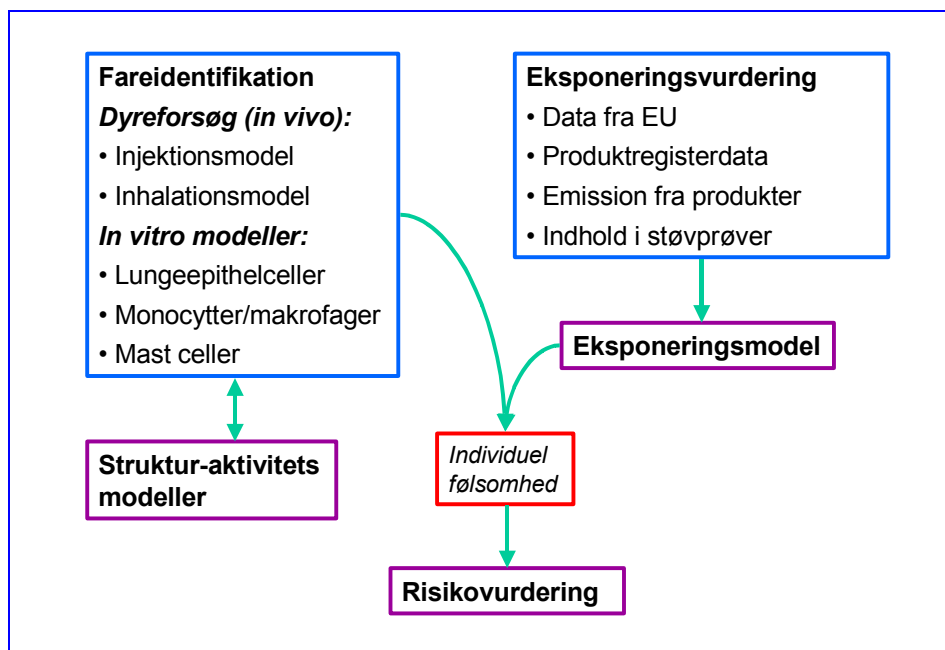 Fareidentifikation
Dyreforsøg (in vivo):
• Injektionsmodel
• Inhalationsmodel
In vitro modeller:
• Lungeepithelceller
• Monocytter/makrofager
• Mast celler
Eksponeringsvurdering
• Data fra EU
• Produktregisterdata
• Emission fra produkter
• Indhold i støvprøver
Eksponeringsmodel
Struktur-aktivitets
modeller
Individuel
følsomhed
Risikovurdering